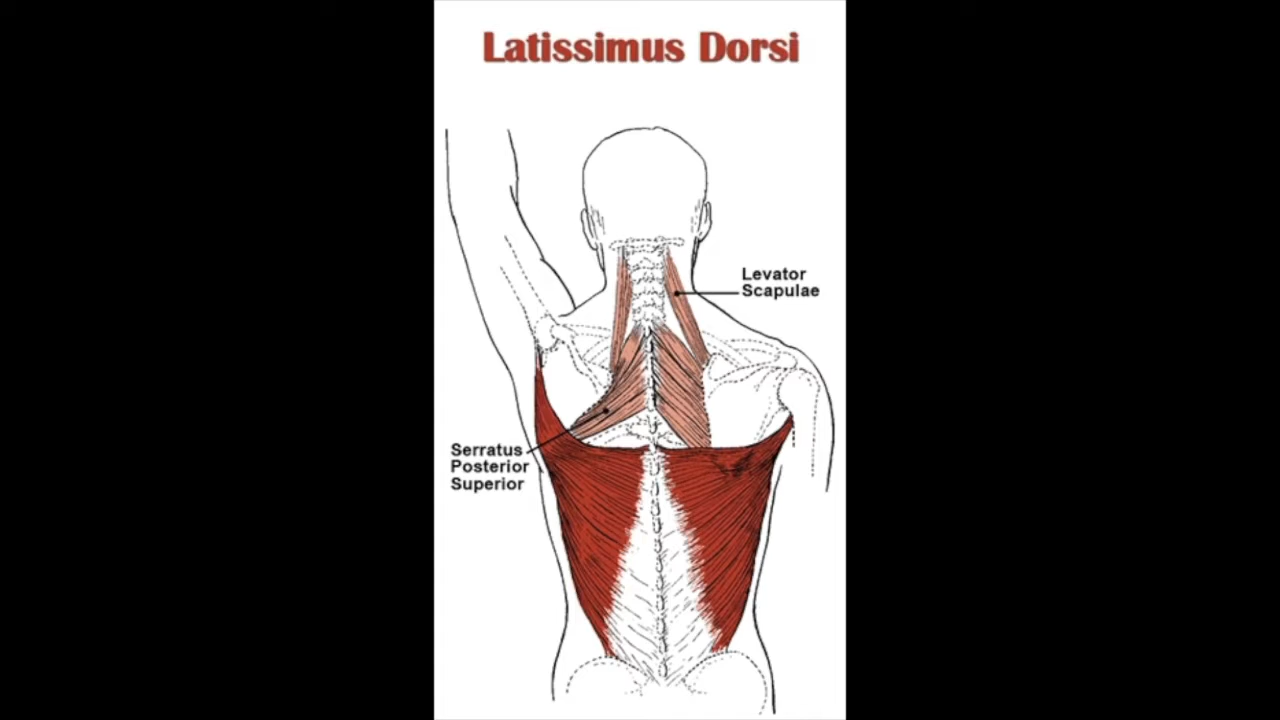 Latissimus Dorsi
Levator
Scapulae
Serratus
Posterior
Superior